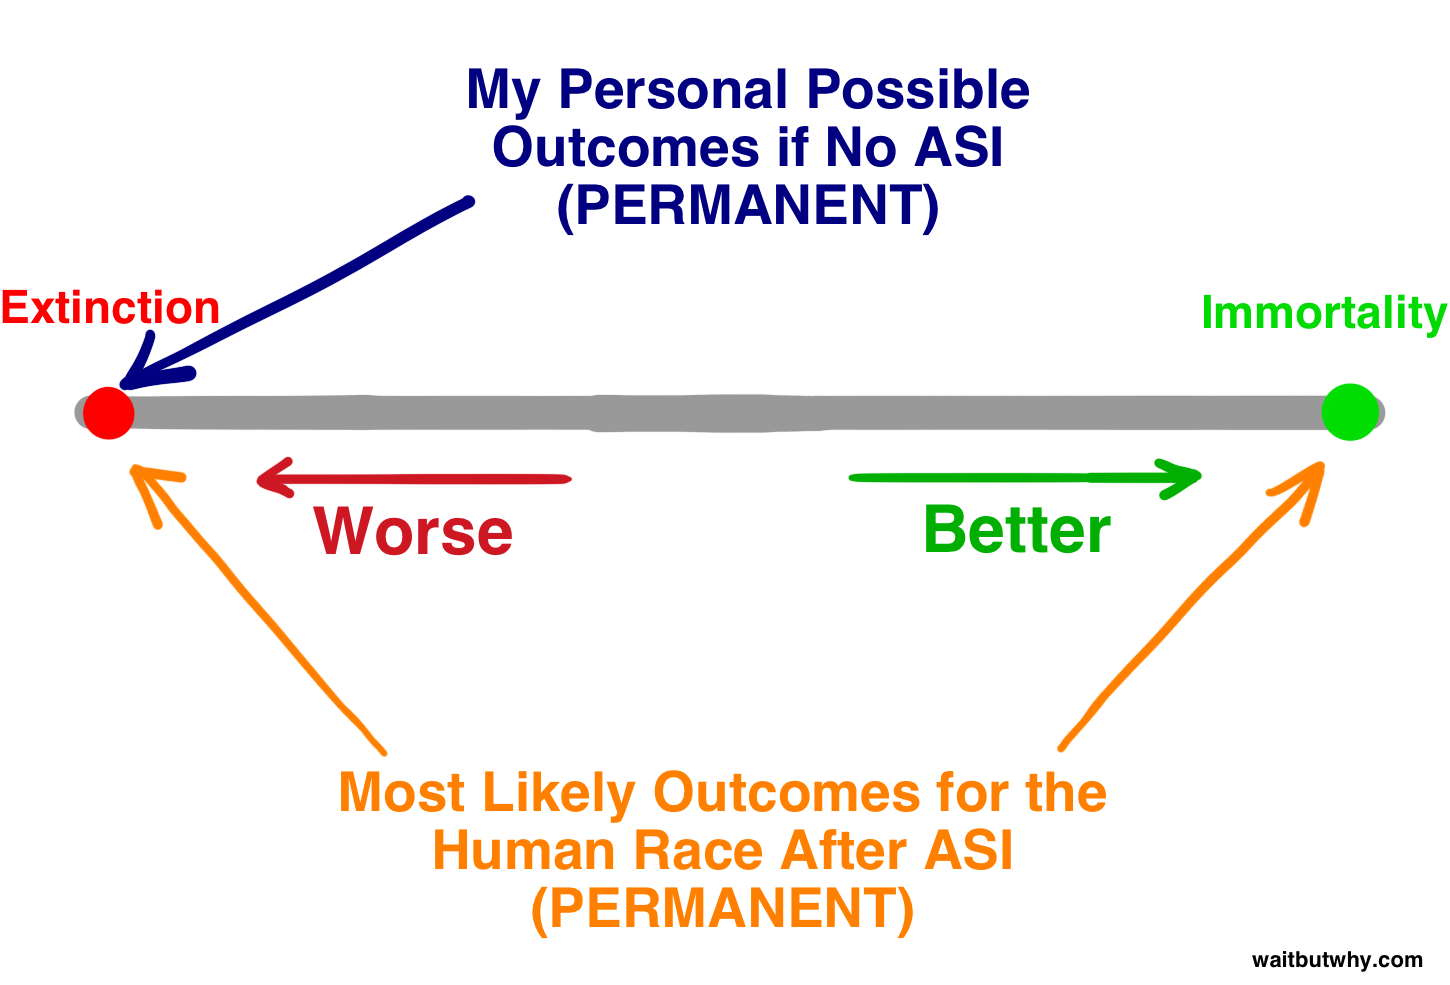 My Personal Possible
Outcomes if No ASI
(PERMANENT)
Extinction
Immortality
Worse
Better
Most Likely Outcomes for the
Human Race After ASI
(PERMANENT)
waitbutwhy.com